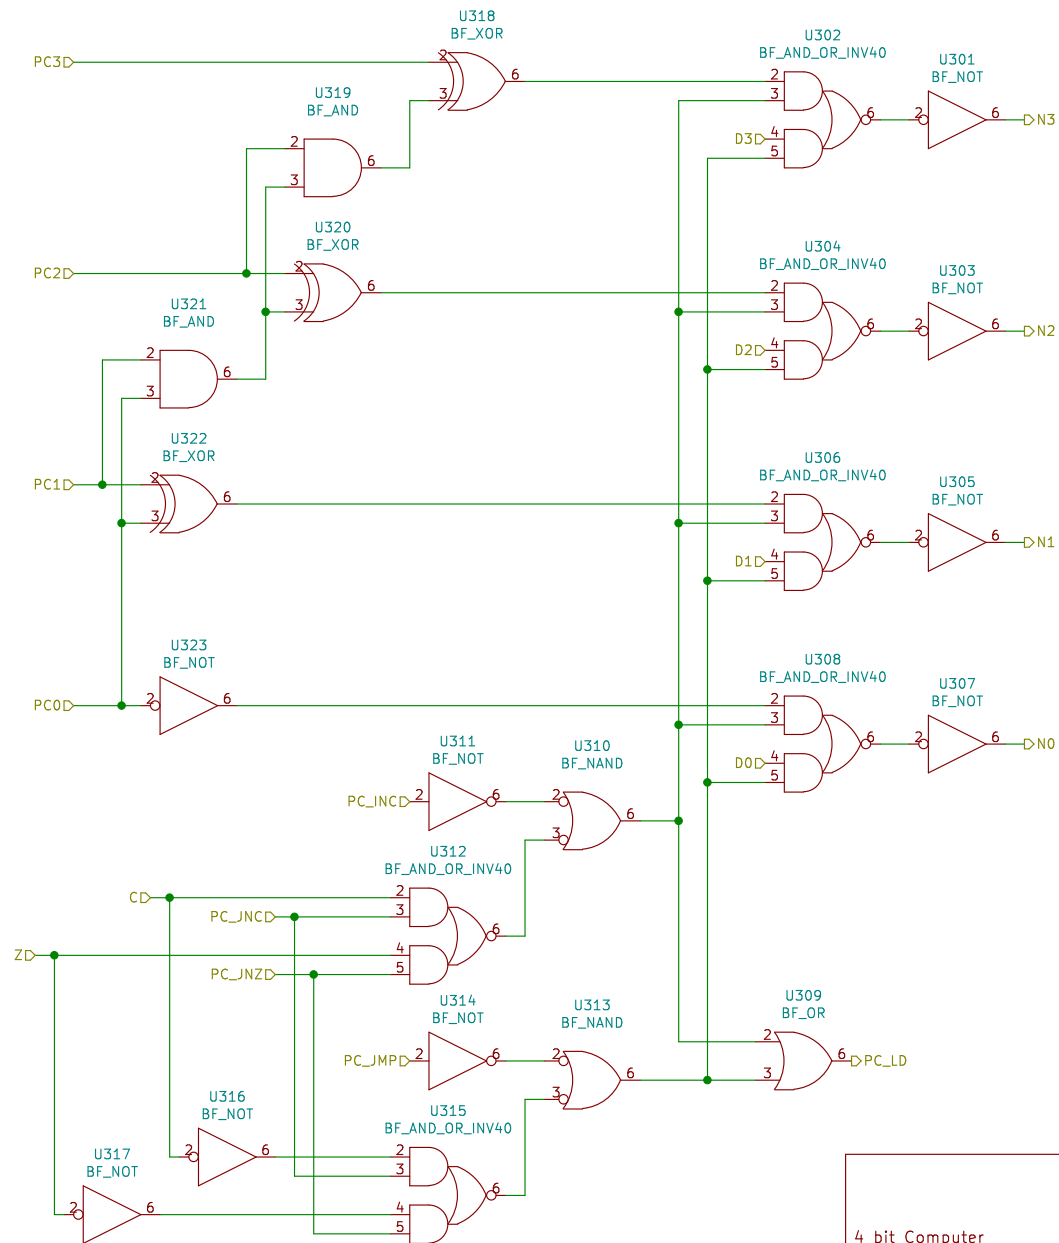 U318
BF_XOR
2
3
6
PC3
U319
BF_AND
2
3
6
U302
BF_AND_OR_INV40
2
3
4
5
6
D3
U301
BF_NOT
2
6
N3
PC2
U320
BF_XOR
2
3
6
U304
BF_AND_OR_INV40
2
3
4
5
6
D2
U303
BF_NOT
2
6
N2
U321
BF_AND
2
3
6
PC1
U322
BF_XOR
2
3
6
U306
BF_AND_OR_INV40
2
3
4
5
6
D1
U305
BF_NOT
2
6
N1
PC0
U323
BF_NOT
2
6
U308
BF_AND_OR_INV40
2
3
4
5
6
D0
U307
BF_NOT
2
6
N0
U311
BF_NOT
PC_INC
2
6
U310
BF_NAND
2
3
6
U312
BF_AND_OR_INV40
C
PC_JNC
Z
PC_JNZ
2
3
4
5
6
U314
BF_NOT
PC_JMP
2
6
U313
BF_NAND
2
3
6
U309
BF_OR
2
3
6
PC_LD
U315
BF_AND_OR_INV40
2
3
4
5
6
U316
BF_NOT
2
6
U317
BF_NOT
2
6
4 bit Computer